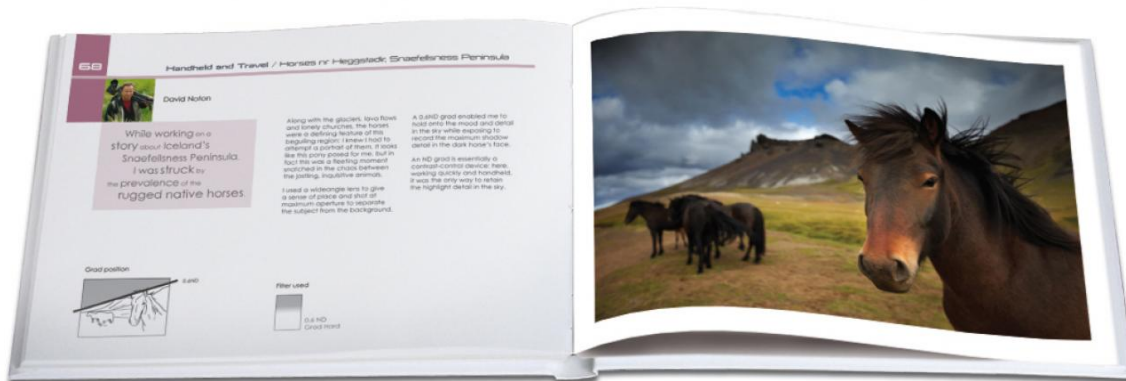 68
Handheld and Travel / Horses nr Heggstadir, Snaefellsness Peninsula
David Noton
While working on a
story about Iceland's
Snaefellsness Peninsula,
I was struck by
the prevalence of the
rugged native horses
Along with the glaciers, lava flows
and lonely churches, the horses
were a defining feature of this
beguiling region; I knew I had to
attempt a portrait of them. It looks
like this pony posed for me, but in
fact this was a fleeting moment
snatched in the chaos between
the jostling, inquisitive animals.
I used a wideangle lens to give
a sense of place and shot at
maximum aperture to separate
the subject from the background.
A 0.6ND grad enabled me to
hold onto the mood and detail
in the sky while exposing to
record the maximum shadow
detail in the dark horse's face.
An ND grad is essentially a
contrast-control device; here,
working quickly and handheld,
it was the only way to retain
the highlight detail in the sky.
Grad position
0.6ND
Filter used
0.6 ND
Grad Hard